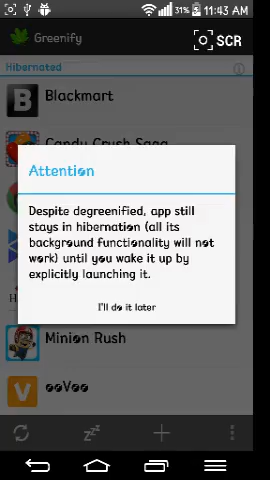 31% 11:43 AM
Greenify
SCR
Hibernated
Blackmart
Candy Crush Saga
Attention
Despite degreenified, app still
stays in hibernation (all its
background functionality will not
work) until you wake it up by
explicitly launching it.
I'll do it later
Minion Rush
ooVoo